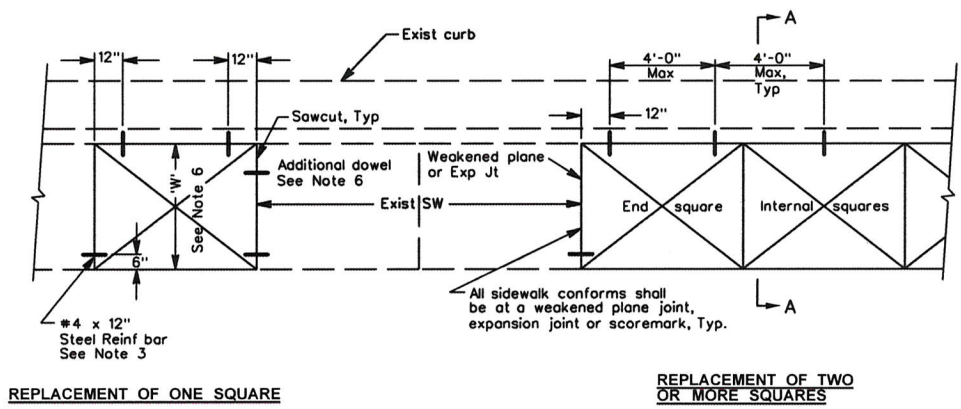 A
Exist curb
12"
12"
4'-0"
Max
4'-0"
Max,
Typ
12"
Sawcut, Typ
Additional dowel
See Note 6
Weakened plane
or Exp Jt
'W'
See Note 6
Exist SW
End square
Internal squares
6"
#4 x 12"
Steel Reinf bar
See Note 3
All sidewalk conforms shall
be at a weakened plane joint,
expansion joint or scoremark, Typ.
A
REPLACEMENT OF ONE SQUARE
REPLACEMENT OF TWO
OR MORE SQUARES